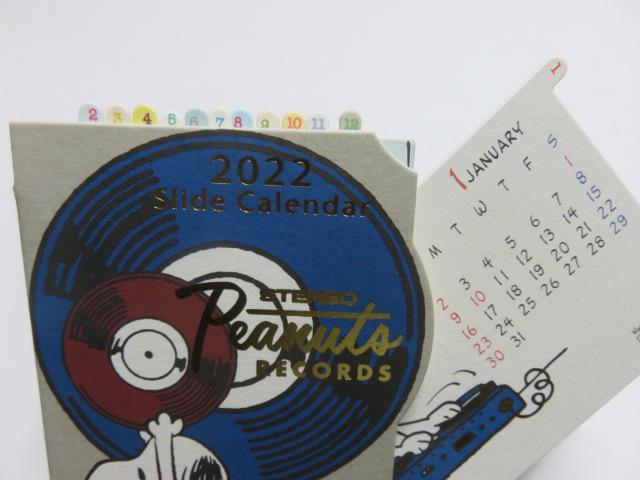 2 3 4 5 6 7 8 9 10 11 12
2022
Slide Calendar
STEREO
Peanuts
RECORDS
1
1 JANUARY
M T W T F S
1
2 3 4 5 6 7 8
9 10 11 12 13 14 15
16 17 18 19 20 21 22
23 24 25 26 27 28 29
30 31